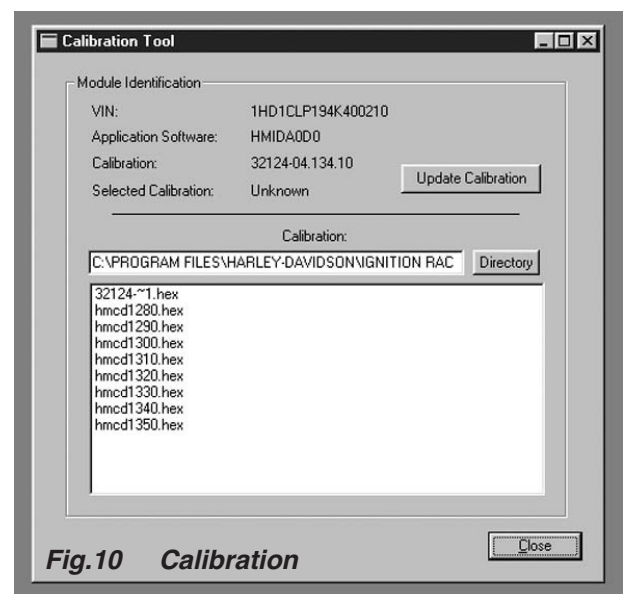 Calibration Tool
Module Identification
VIN: 1HD1CLP194K400210
Application Software: HMIDA0D0
Calibration: 32124-04.134.10
Update Calibration
Selected Calibration: Unknown
Calibration:
C:\PROGRAM FILES\HARLEY-DAVIDSON\IGNITION RAC Directory
32124-~1.hex
hmcd1280.hex
hmcd1290.hex
hmcd1300.hex
hmcd1310.hex
hmcd1320.hex
hmcd1330.hex
hmcd1340.hex
hmcd1350.hex
Close
Fig.10 Calibration